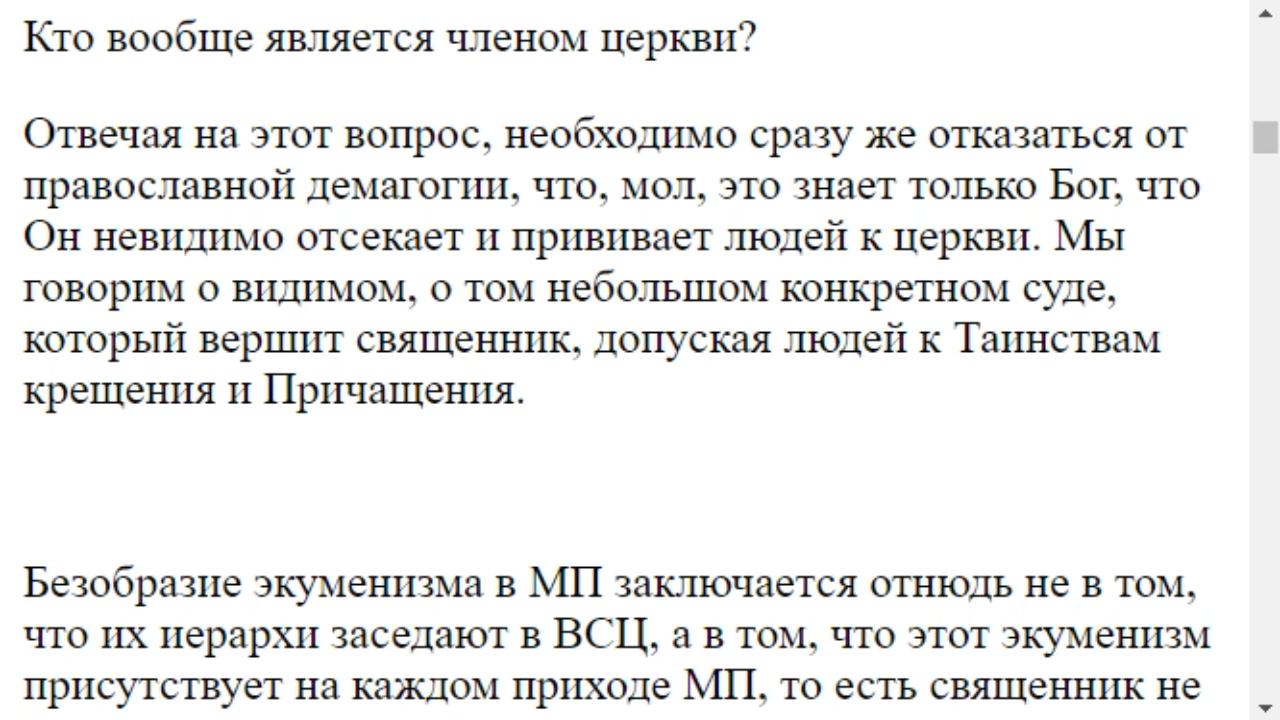 Кто вообще является членом церкви?
Отвечая на этот вопрос, необходимо сразу же отказаться от
православной демагогии, что, мол, это знает только Бог, что
Он невидимо отсекает и прививает людей к церкви. Мы
говорим о видимом, о том небольшом конкретном суде,
который вершит священник, допуская людей к Таинствам
крещения и Причащения.
Безобразие экуменизма в МП заключается отнюдь не в том,
что их иерархи заседают в ВСЦ, а в том, что этот экуменизм
присутствует на каждом приходе МП, то есть священник не